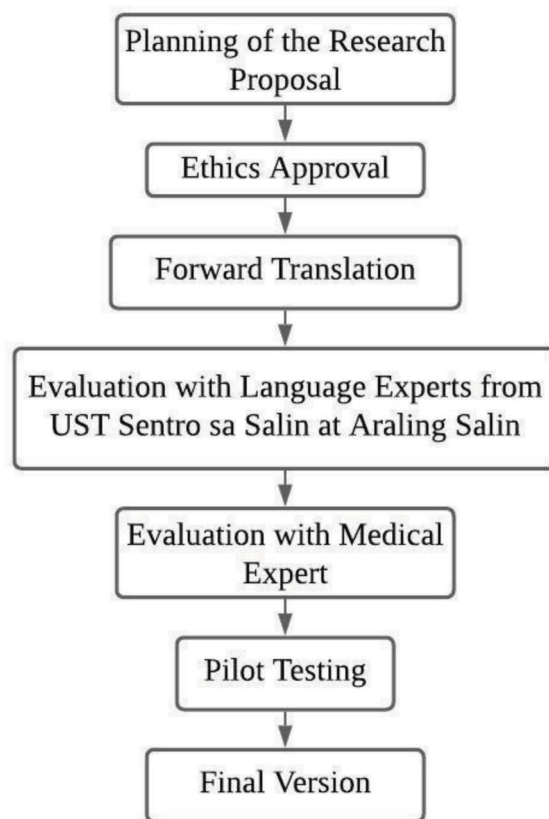 Planning of the Research
Proposal
Ethics Approval
Forward Translation
Evaluation with Language Experts from
UST Sentro sa Salin at Araling Salin
Evaluation with Medical
Expert
Pilot Testing
Final Version